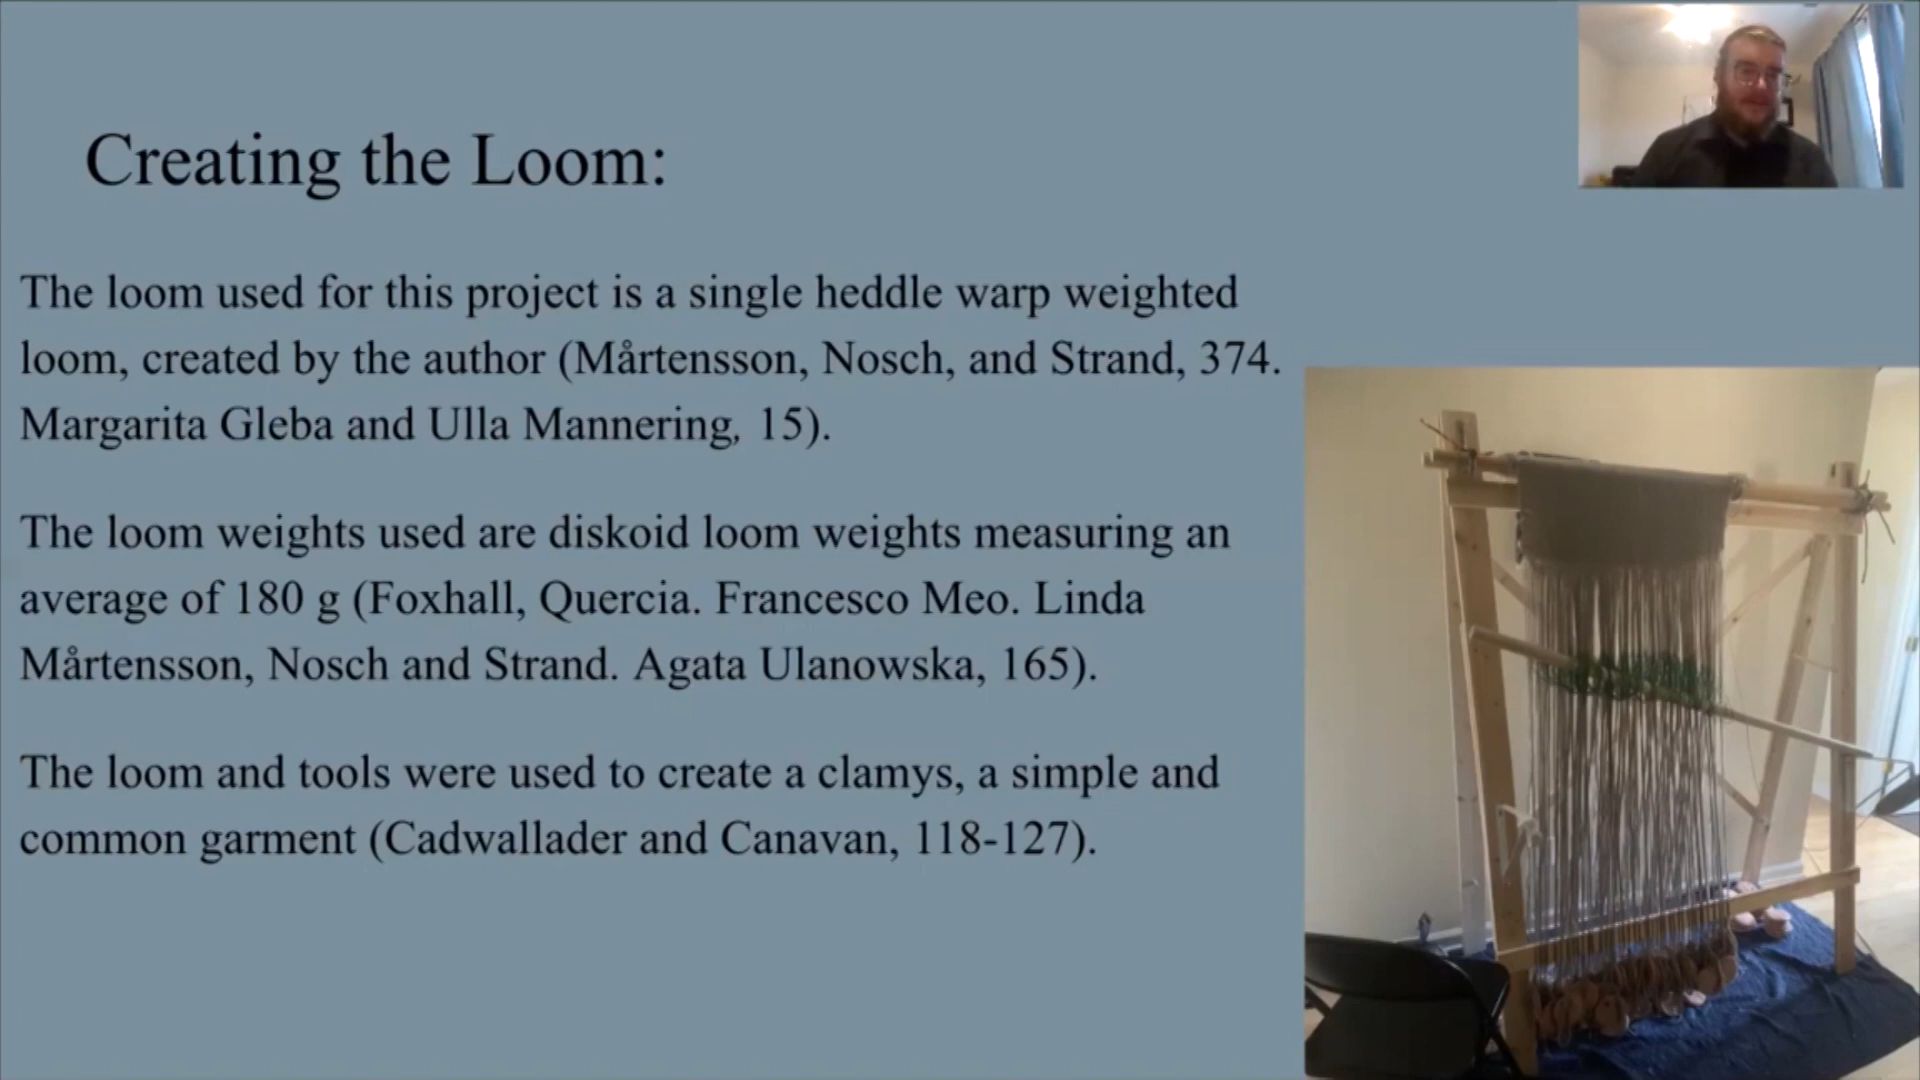 Creating the Loom:
The loom used for this project is a single heddle warp weighted
loom, created by the author (Mårtensson, Nosch, and Strand, 374.
Margarita Gleba and Ulla Mannering, 15).
The loom weights used are diskoid loom weights measuring an
average of 180 g (Foxhall, Quercia. Francesco Meo. Linda
Mårtensson, Nosch and Strand. Agata Ulanowska, 165).
The loom and tools were used to create a clamys, a simple and
common garment (Cadwallader and Canavan, 118-127).